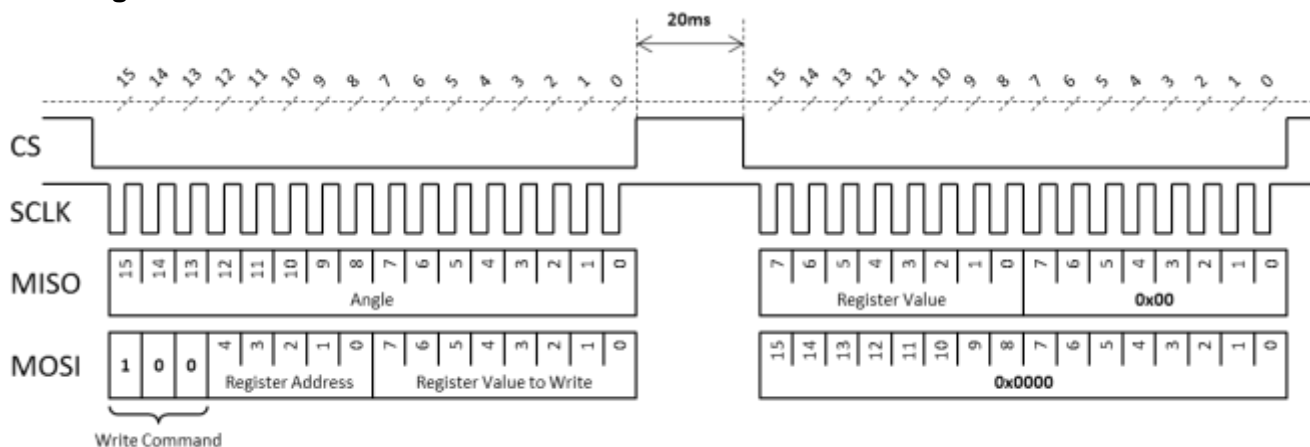 20ms
15 14 13 12 11 10 9 8 7 6 5 4 3 2 1 0 15 14 13 12 11 10 9 8 7 6 5 4 3 2 1 0
CS
SCLK
MISO 15 14 13 12 11 10 9 8 7 6 5 4 3 2 1 0 7 6 5 4 3 2 1 0 7 6 5 4 3 2 1 0
Angle Register Value 0x00
MOSI 1 0 0 4 3 2 1 0 7 6 5 4 3 2 1 0 15 14 13 12 11 10 9 8 7 6 5 4 3 2 1 0
Register Address Register Value to Write 0x0000
Write Command